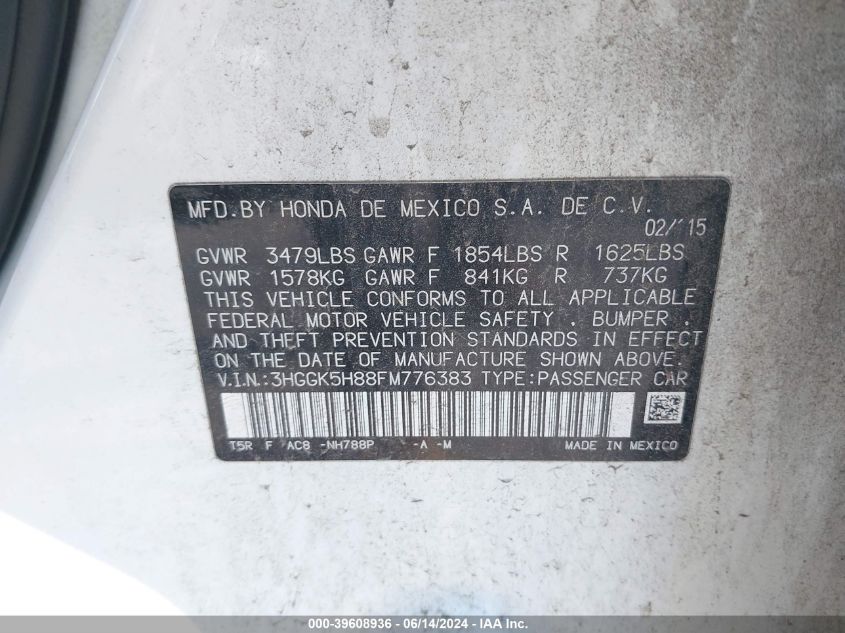 MFD.BY HONDA DE MEXICO S.A. DE C.V.
02/'15
GVWR 3479LBS GAWR F 1854LBS R 1625LBS
GVWR 1578KG GAWR F 841KG R 737KG
THIS VEHICLE CONFORMS TO ALL APPLICABLE
FEDERAL MOTOR VEHICLE SAFETY , BUMPER ,
AND THEFT PREVENTION STANDARDS IN EFFECT
ON THE DATE OF MANUFACTURE SHOWN ABOVE.
V.I.N.:3HGGK5H88FM776383 TYPE:PASSENGER CAR
T5R F AC8 -NH788P -A -M MADE IN MEXICO
000-39608936 - 06/14/2024 - IAA Inc.